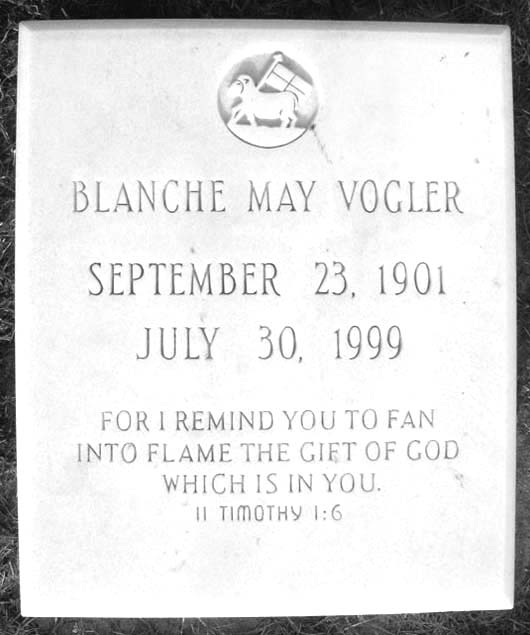 BLANCHE MAY VOGLER
SEPTEMBER 23, 1901
JULY 30, 1999
FOR I REMIND YOU TO FAN
INTO FLAME THE GIFT OF GOD
WHICH IS IN YOU.
II TIMOTHY 1:6